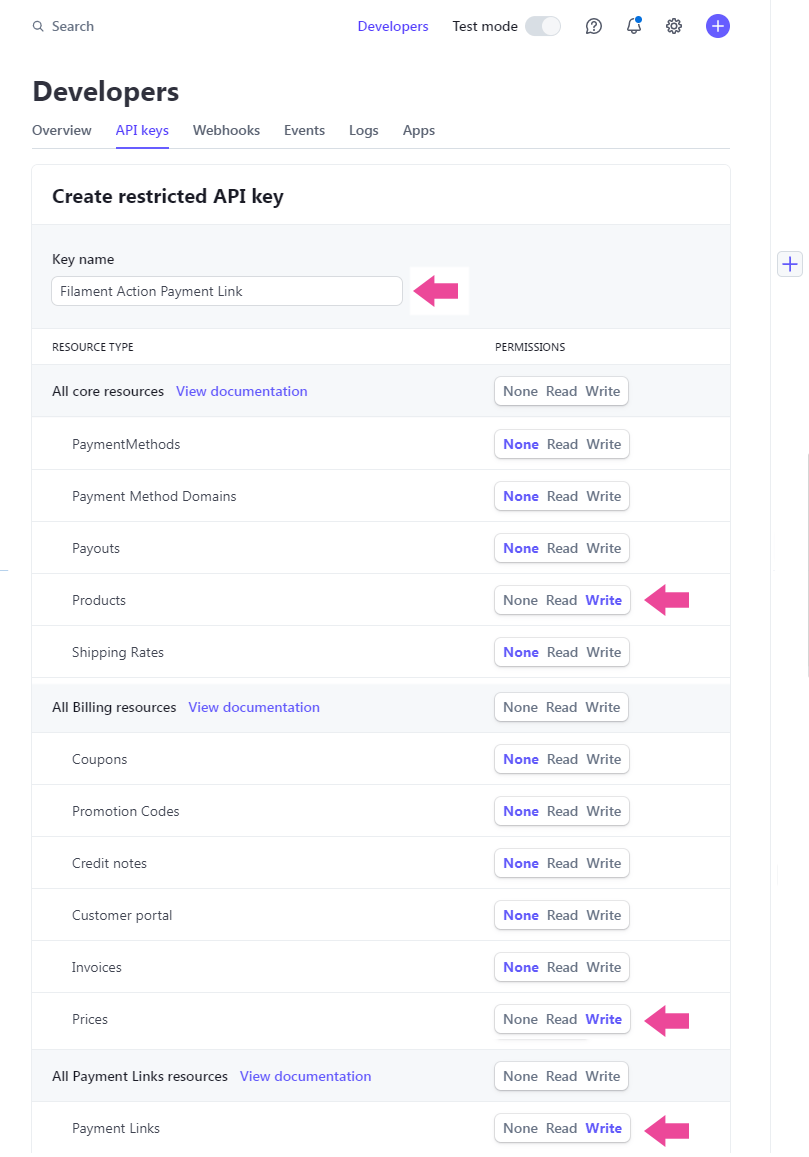 Search Developers Test mode
Developers
Overview API keys Webhooks Events Logs Apps
Create restricted API key
Key name
Filament Action Payment Link
RESOURCE TYPE PERMISSIONS
All core resources View documentation None Read Write
PaymentMethods None Read Write
Payment Method Domains None Read Write
Payouts None Read Write
Products None Read Write
Shipping Rates None Read Write
All Billing resources View documentation None Read Write
Coupons None Read Write
Promotion Codes None Read Write
Credit notes None Read Write
Customer portal None Read Write
Invoices None Read Write
Prices None Read Write
All Payment Links resources View documentation None Read Write
Payment Links None Read Write